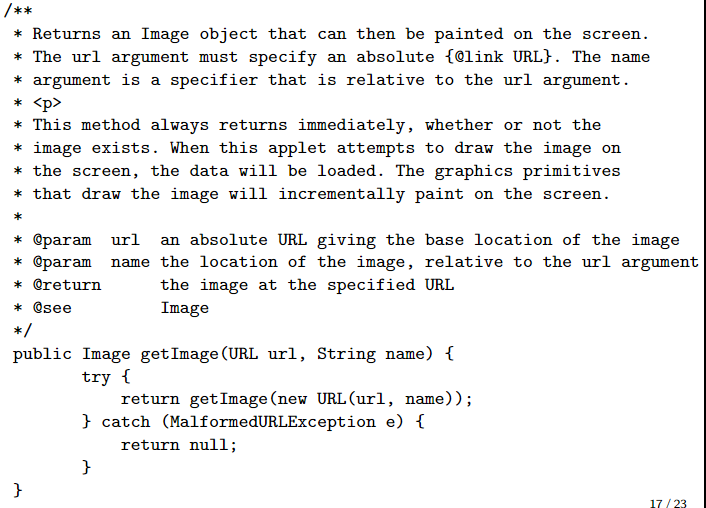 /**
 * Returns an Image object that can then be painted on the screen.
 * The url argument must specify an absolute {@link URL}. The name
 * argument is a specifier that is relative to the url argument.
 * <p>
 * This method always returns immediately, whether or not the
 * image exists. When this applet attempts to draw the image on
 * the screen, the data will be loaded. The graphics primitives
 * that draw the image will incrementally paint on the screen.
 *
 * @param  url  an absolute URL giving the base location of the image
 * @param  name the location of the image, relative to the url argument
 * @return      the image at the specified URL
 * @see         Image
 */
 public Image getImage(URL url, String name) {
        try {
            return getImage(new URL(url, name));
        } catch (MalformedURLException e) {
            return null;
        }
 }
17 / 23